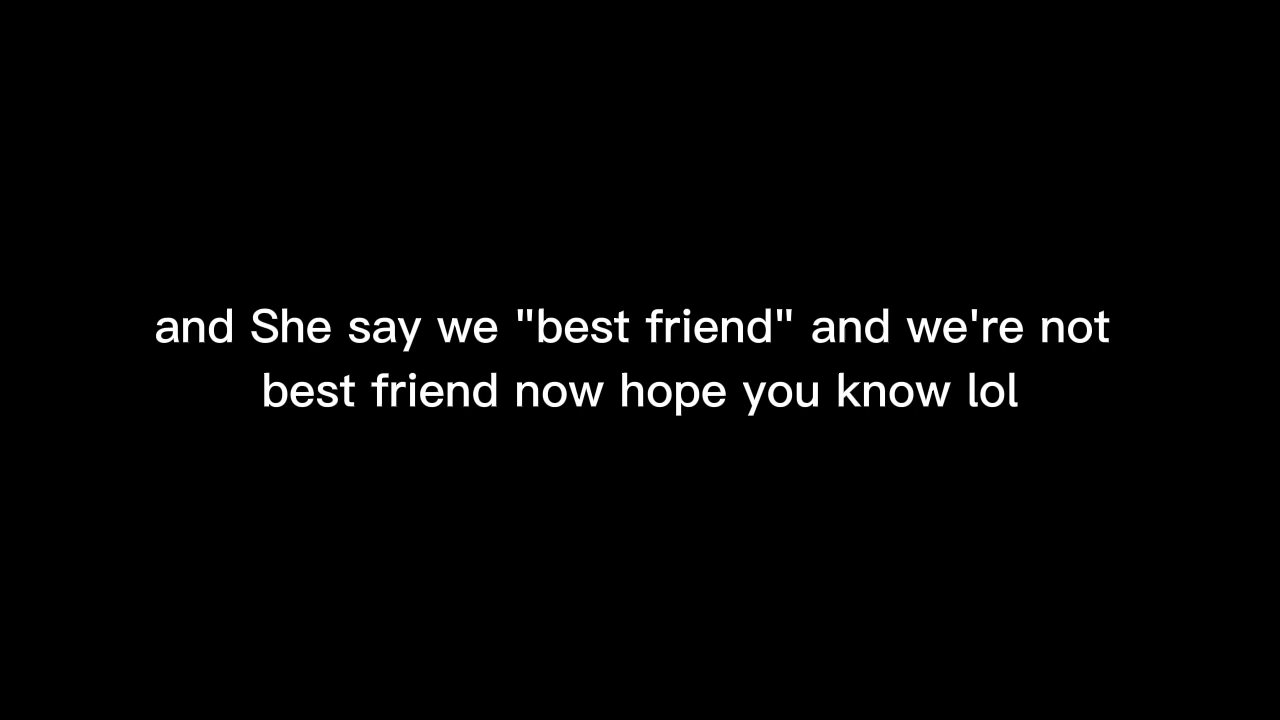 and She say we "best friend" and we're not
best friend now hope you know lol